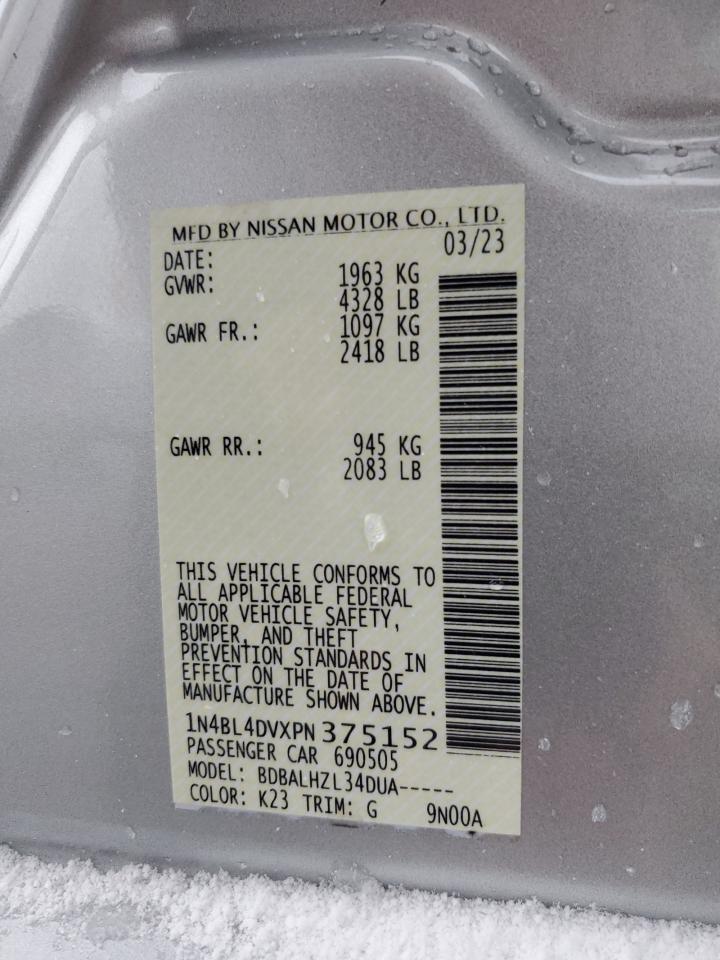 MFD BY NISSAN MOTOR CO., LTD.
DATE: 03/23
GVWR: 1963 KG
4328 LB
GAWR FR.: 1097 KG
2418 LB
GAWR RR.: 945 KG
2083 LB
THIS VEHICLE CONFORMS TO
ALL APPLICABLE FEDERAL
MOTOR VEHICLE SAFETY,
BUMPER, AND THEFT
PREVENTION STANDARDS IN
EFFECT ON THE DATE OF
MANUFACTURE SHOWN ABOVE.
1N4BL4DVXPN375152
PASSENGER CAR 690505
MODEL: BDBALHZL34DUA-----
COLOR: K23 TRIM: G 9N00A